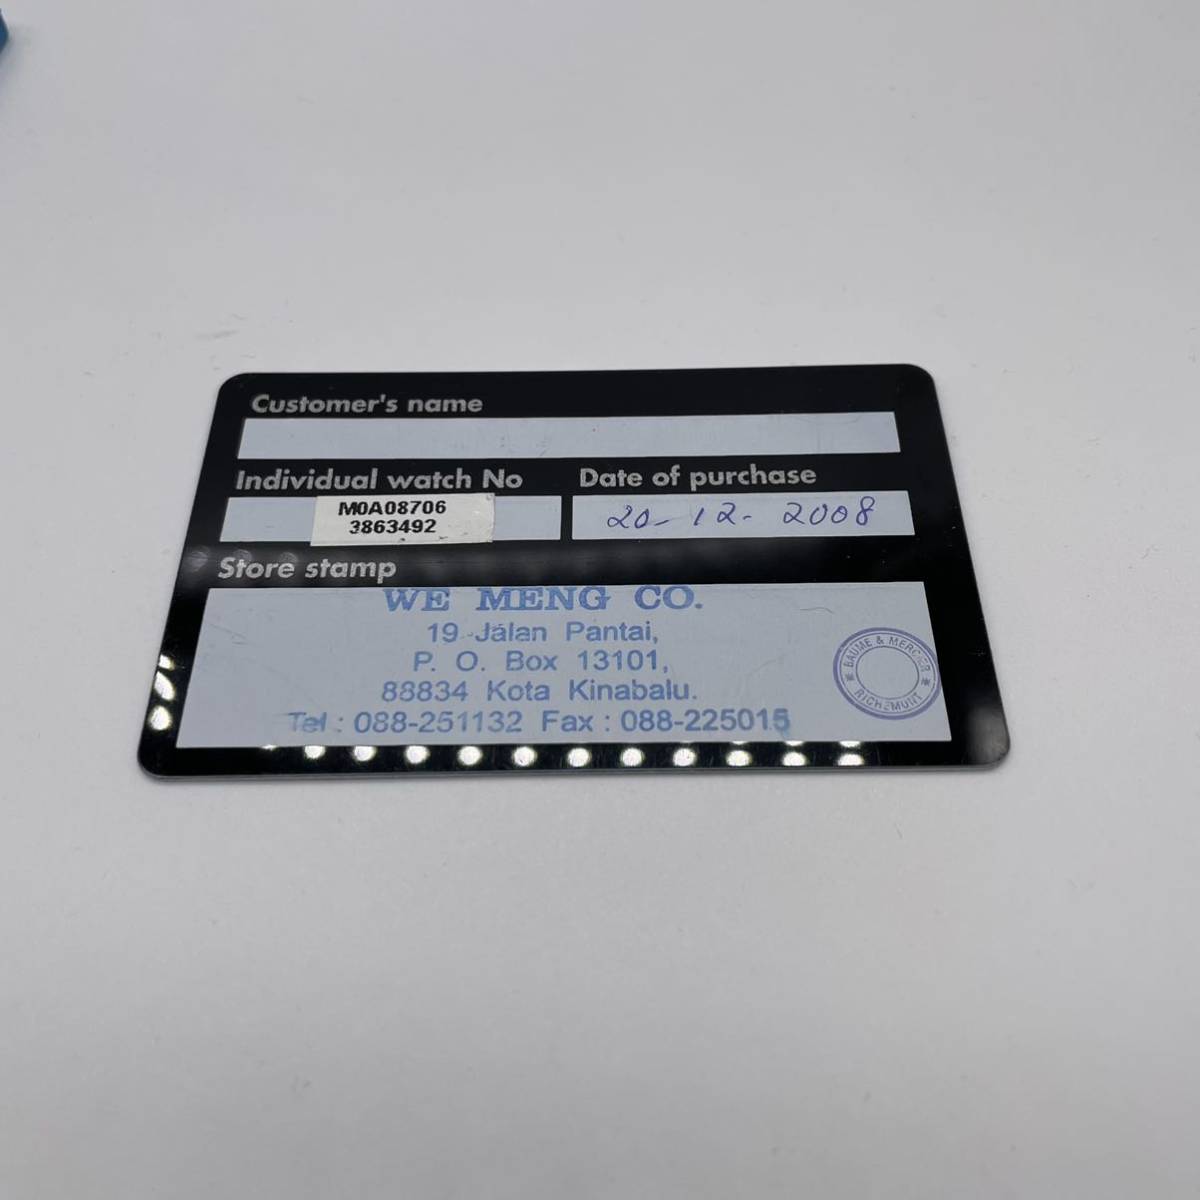 Customer's name
Individual watch No
Date of purchase
M0A08706
3863492
20-12-2008
Store stamp
WE MENG CO.
19 Jalan Pantai,
P. O. Box 13101,
88834 Kota Kinabalu.
Tel : 088-251132 Fax : 088-225015
BAUME & MERCIER
RICHEMONT